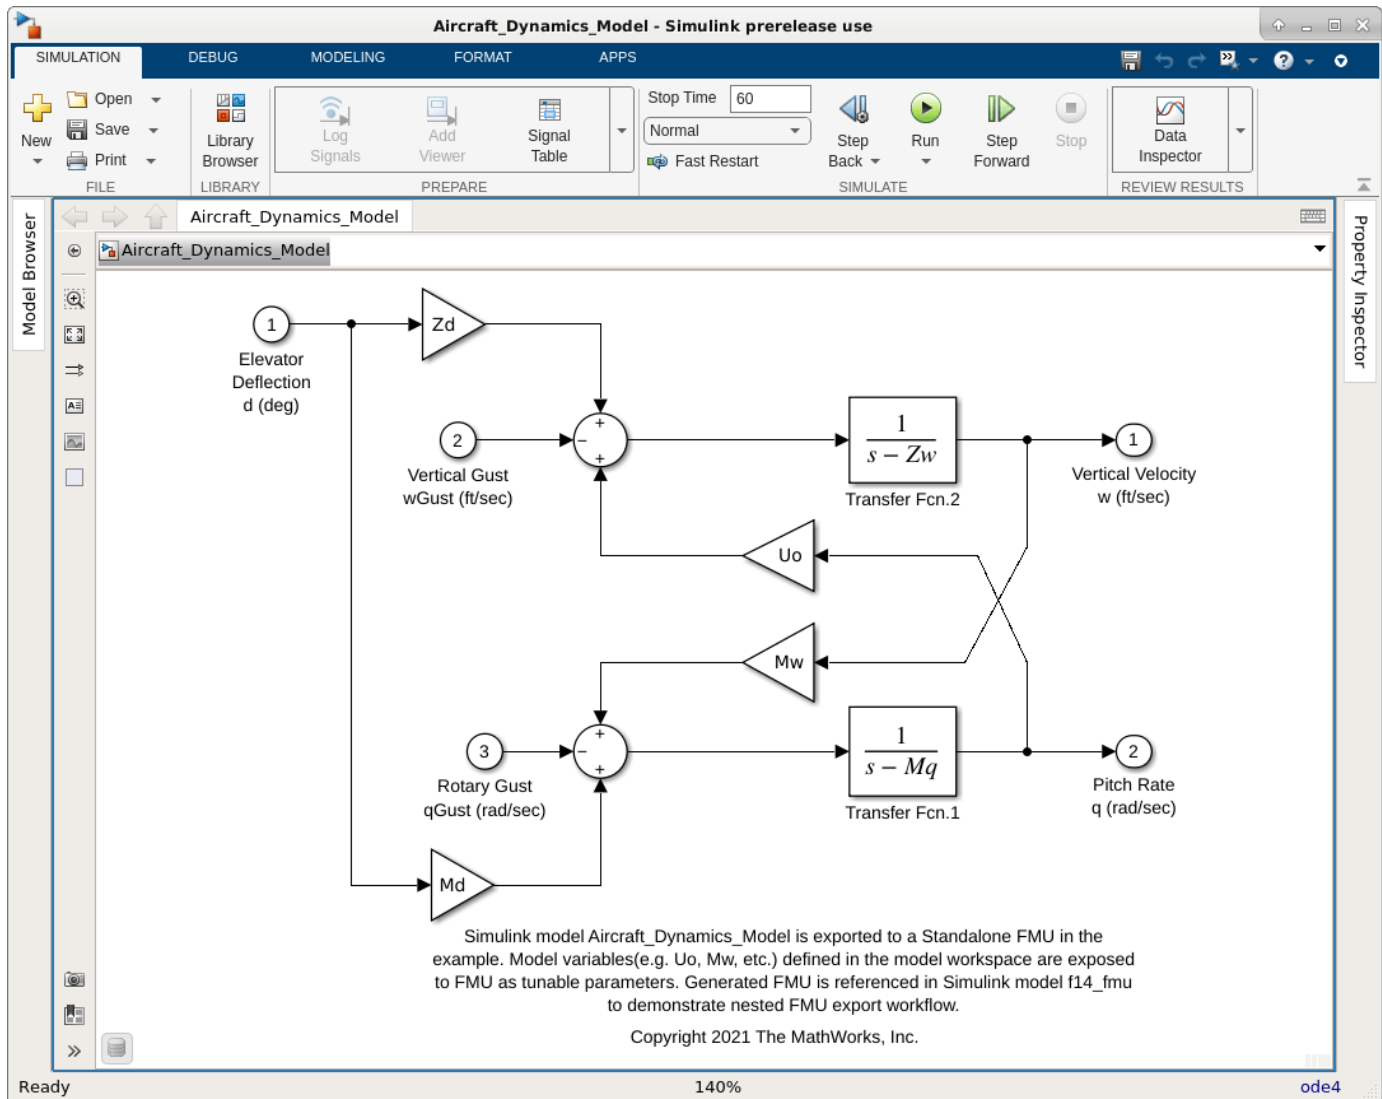 Aircraft_Dynamics_Model - Simulink prerelease use
SIMULATION
DEBUG
MODELING
FORMAT
APPS
New
Open
Save
Print
FILE
Library
Browser
LIBRARY
Log
Signals
Add
Viewer
Signal
Table
PREPARE
Stop Time 60
Normal
Fast Restart
Step
Back
Run
Step
Forward
Stop
SIMULATE
Data
Inspector
REVIEW RESULTS
Model Browser
Aircraft_Dynamics_Model
Property Inspector
Aircraft_Dynamics_Model
1
Elevator
Deflection
d (deg)
Zd
2
Vertical Gust
wGust (ft/sec)
+
−
+
1
s − Zw
Transfer Fcn.2
1
Vertical Velocity
w (ft/sec)
Uo
Mw
3
Rotary Gust
qGust (rad/sec)
+
−
+
1
s − Mq
Transfer Fcn.1
2
Pitch Rate
q (rad/sec)
Md
Simulink model Aircraft_Dynamics_Model is exported to a Standalone FMU in the
example. Model variables(e.g. Uo, Mw, etc.) defined in the model workspace are exposed
to FMU as tunable parameters. Generated FMU is referenced in Simulink model f14_fmu
to demonstrate nested FMU export workflow.
Copyright 2021 The MathWorks, Inc.
Ready
140%
ode4